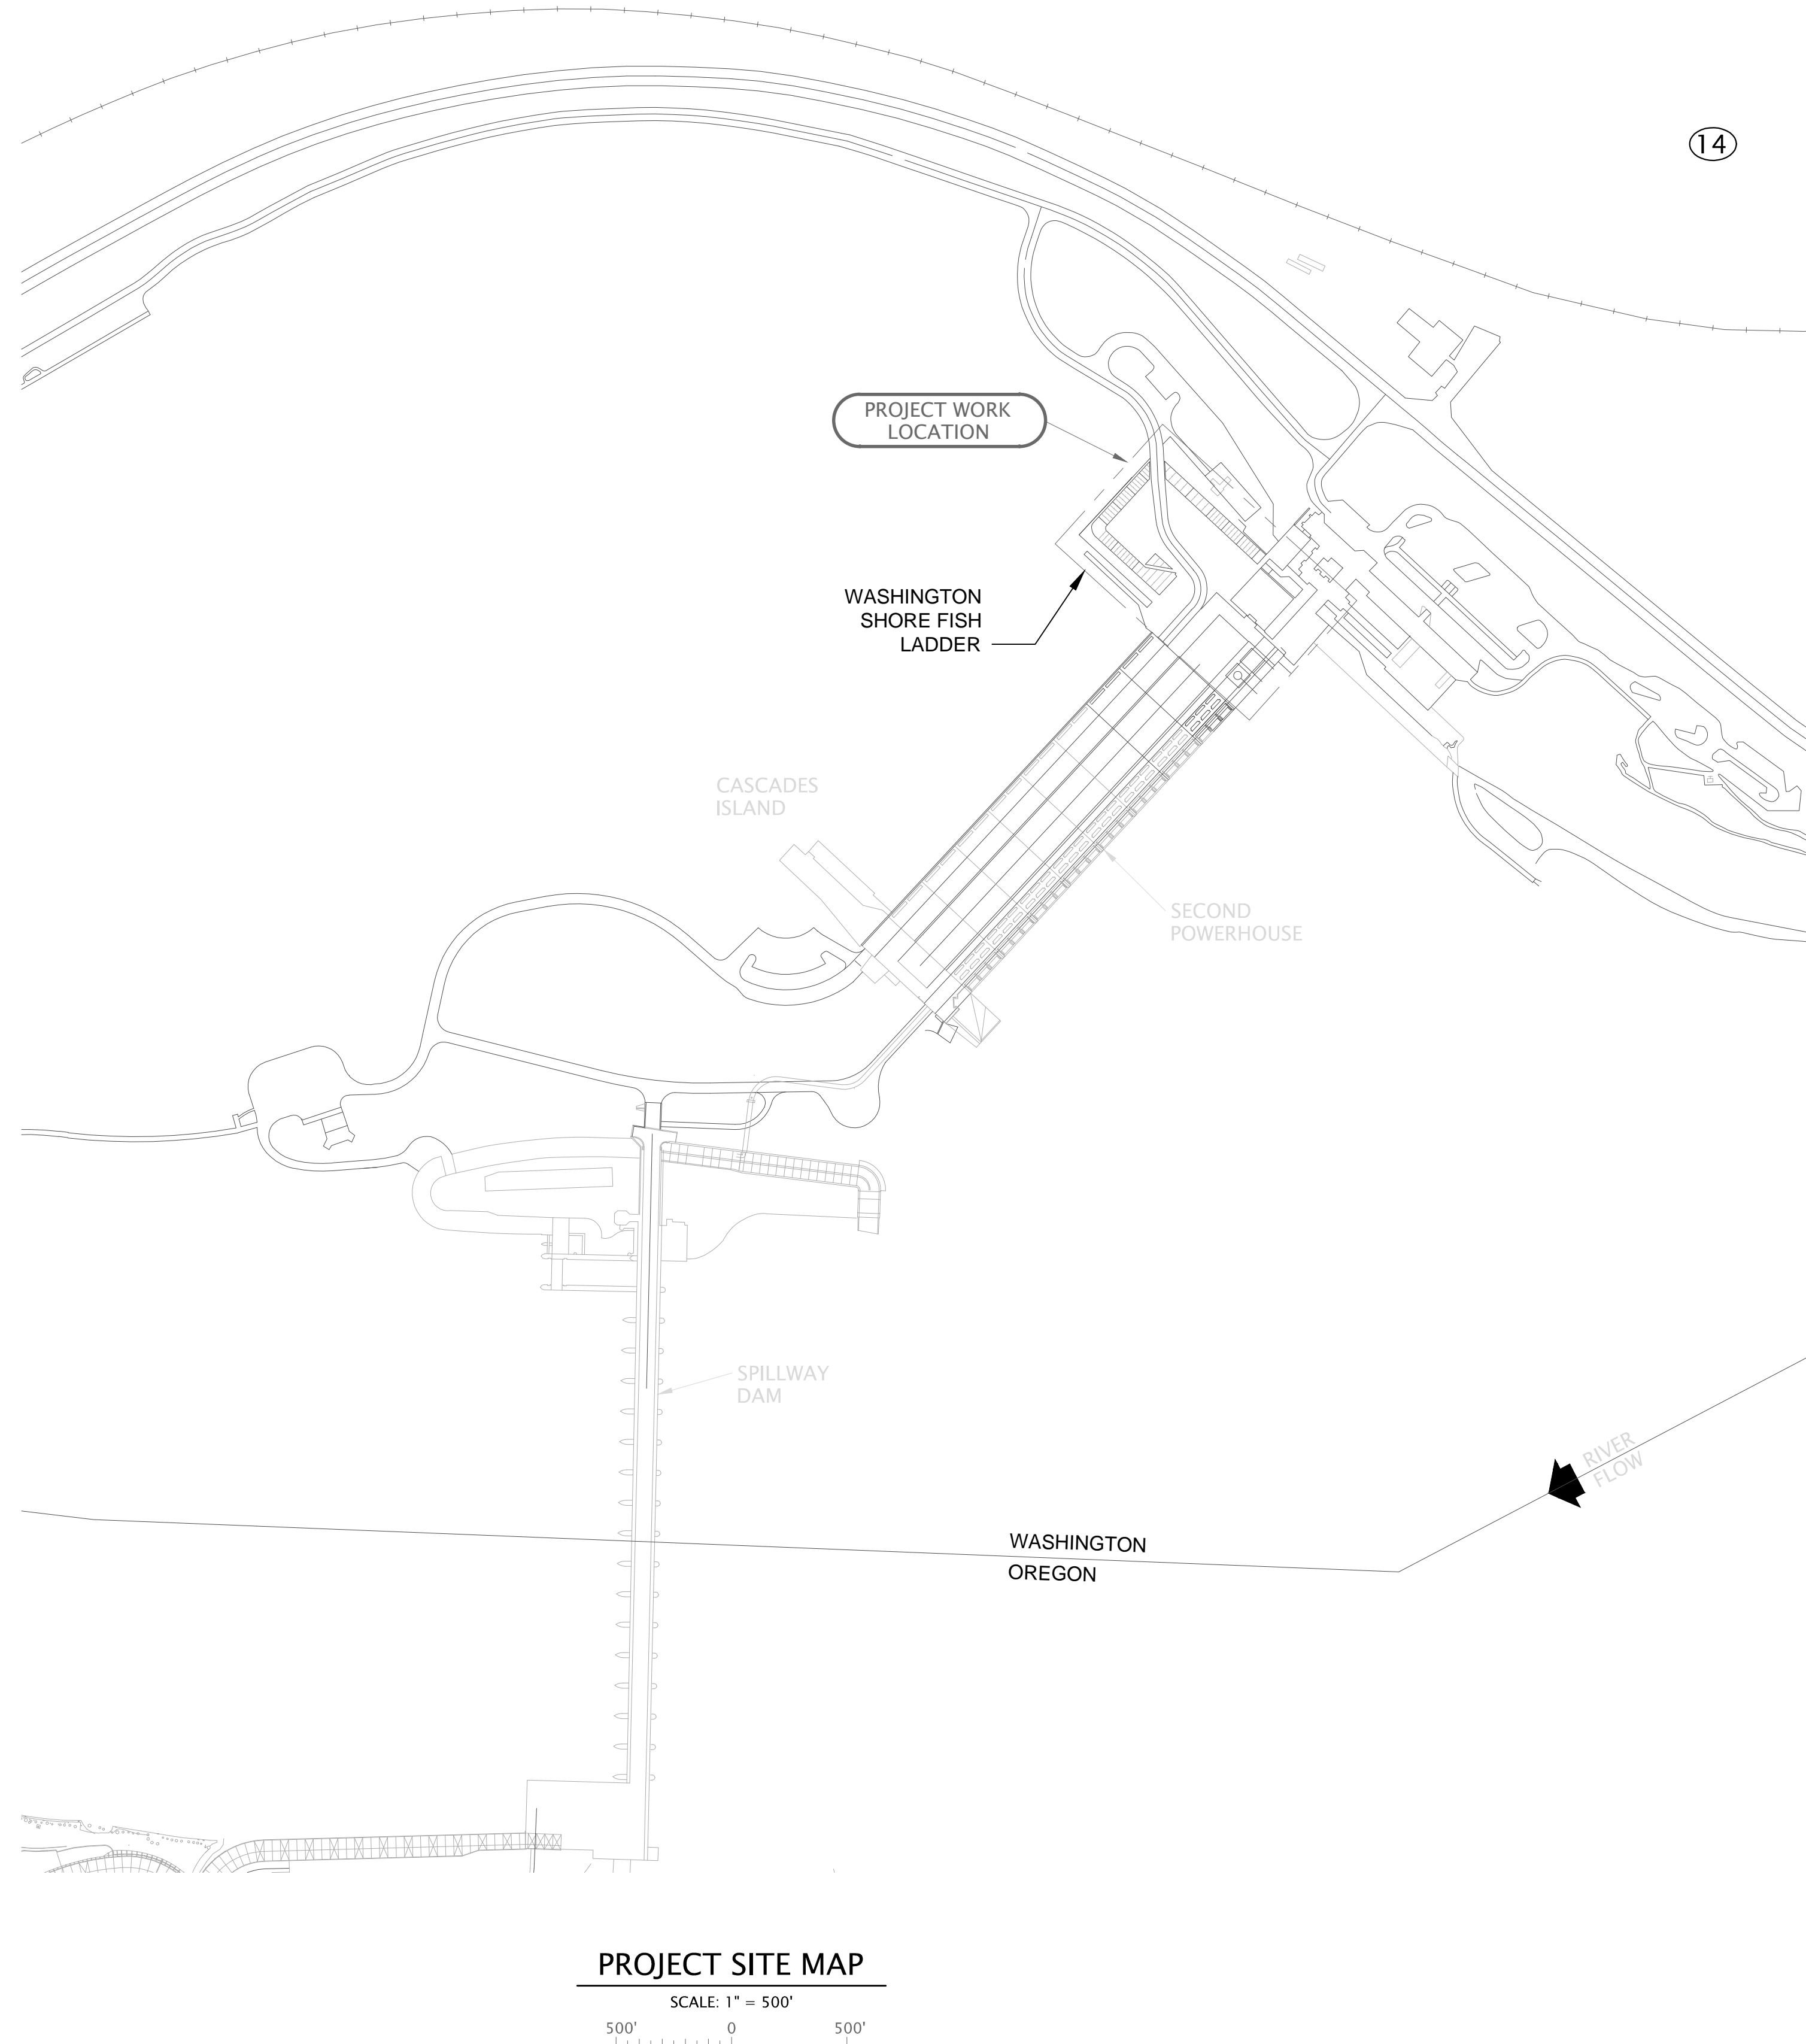 14
PROJECT WORK
LOCATION
WASHINGTON
SHORE FISH
LADDER
CASCADES
ISLAND
SECOND
POWERHOUSE
SPILLWAY
DAM
RIVER
FLOW
WASHINGTON
OREGON
PROJECT SITE MAP
SCALE: 1" = 500'
500' 0 500'